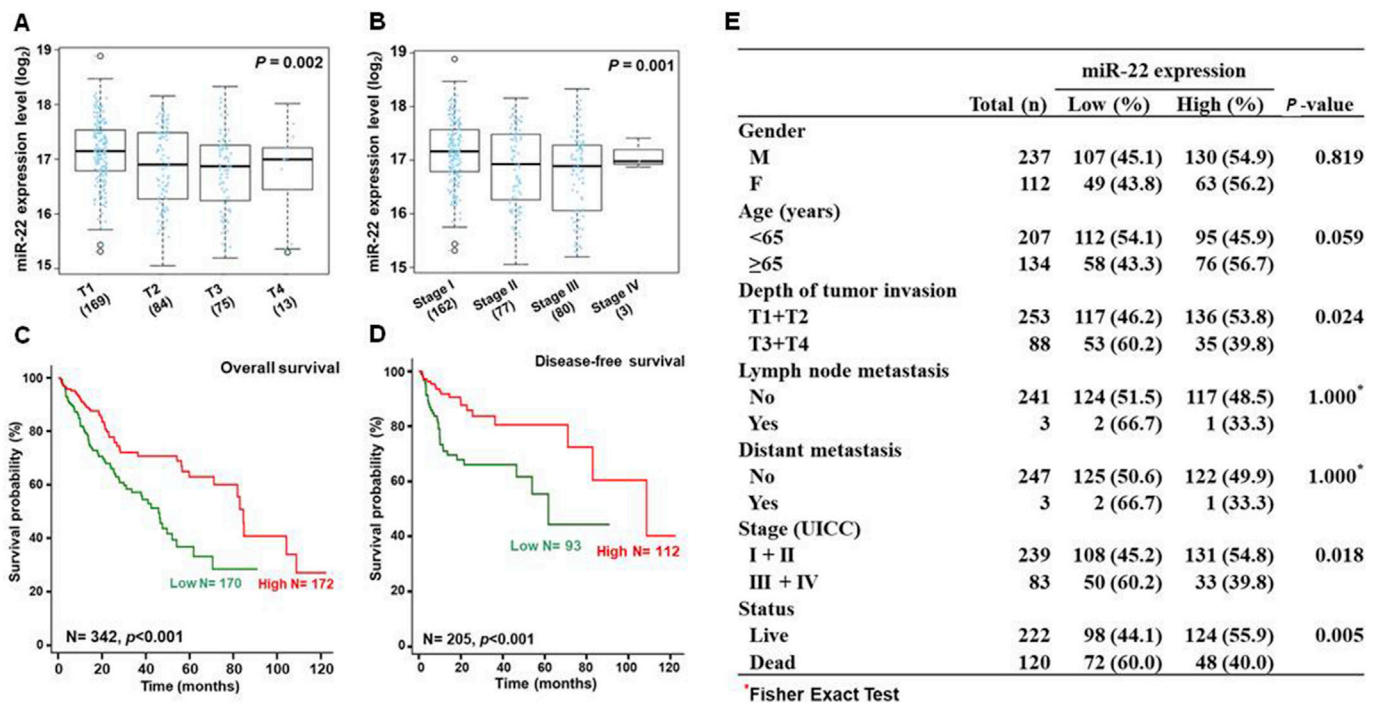 A
miR-22 expression level (log2)
19
18
17
16
15
P = 0.002
T1
(169)
T2
(84)
T3
(75)
T4
(13)
B
miR-22 expression level (log2)
19
18
17
16
15
P = 0.001
Stage I
(162)
Stage II
(77)
Stage III
(80)
Stage IV
(3)
C
Overall survival
Survival probability (%)
100
80
60
40
20
0
Low N= 170 High N= 172
N= 342, p<0.001
0 20 40 60 80 100 120
Time (months)
D
Disease-free survival
Survival probability (%)
100
80
60
40
20
0
Low N= 93 High N= 112
N= 205, p<0.001
0 20 40 60 80 100 120
Time (months)
E
miR-22 expression
Total (n) Low (%) High (%) P-value
Gender
M 237 107 (45.1) 130 (54.9) 0.819
F 112 49 (43.8) 63 (56.2)
Age (years)
<65 207 112 (54.1) 95 (45.9) 0.059
≥65 134 58 (43.3) 76 (56.7)
Depth of tumor invasion
T1+T2 253 117 (46.2) 136 (53.8) 0.024
T3+T4 88 53 (60.2) 35 (39.8)
Lymph node metastasis
No 241 124 (51.5) 117 (48.5) 1.000*
Yes 3 2 (66.7) 1 (33.3)
Distant metastasis
No 247 125 (50.6) 122 (49.9) 1.000*
Yes 3 2 (66.7) 1 (33.3)
Stage (UICC)
I + II 239 108 (45.2) 131 (54.8) 0.018
III + IV 83 50 (60.2) 33 (39.8)
Status
Live 222 98 (44.1) 124 (55.9) 0.005
Dead 120 72 (60.0) 48 (40.0)
*Fisher Exact Test